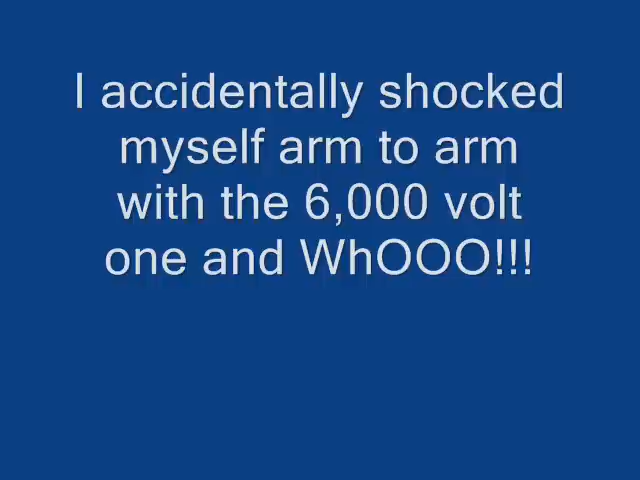 I accidentally shocked
myself arm to arm
with the 6,000 volt
one and WhOOO!!!